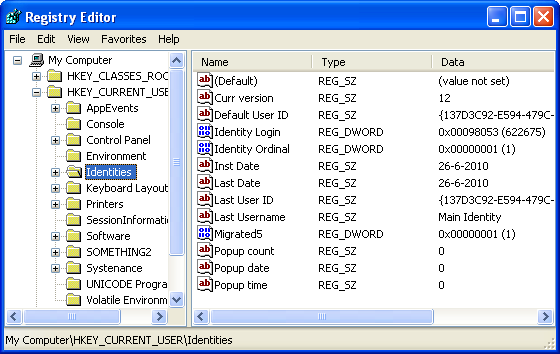 Registry Editor
File Edit View Favorites Help
My Computer
HKEY_CLASSES_ROO
HKEY_CURRENT_USE
AppEvents
Console
Control Panel
Environment
Identities
Keyboard Layou
Printers
SessionInformatio
Software
SOMETHING2
Systenance
UNICODE Progra
Volatile Environm
Name Type Data
(Default) REG_SZ (value not set)
Curr version REG_SZ 12
Default User ID REG_SZ {137D3C92-E594-479C-
Identity Login REG_DWORD 0x00098053 (622675)
Identity Ordinal REG_DWORD 0x00000001 (1)
Inst Date REG_SZ 26-6-2010
Last Date REG_SZ 26-6-2010
Last User ID REG_SZ {137D3C92-E594-479C-
Last Username REG_SZ Main Identity
Migrated5 REG_DWORD 0x00000001 (1)
Popup count REG_SZ 0
Popup date REG_SZ 0
Popup time REG_SZ 0
My Computer\HKEY_CURRENT_USER\Identities